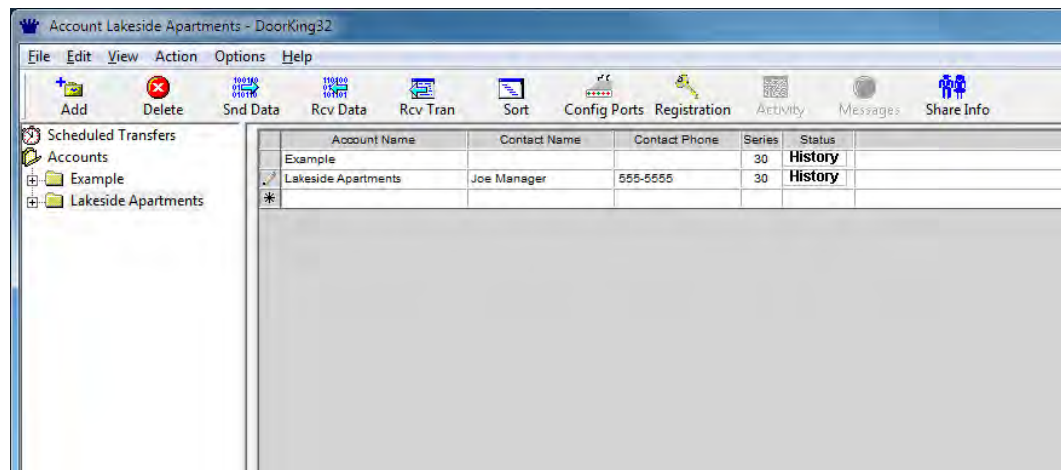 Account Lakeside Apartments - DoorKing32
File Edit View Action Options Help
Add Delete Snd Data Rcv Data Rcv Tran Sort Config Ports Registration Activity Messages Share Info
Scheduled Transfers
Accounts
Example
Lakeside Apartments
Account Name Contact Name Contact Phone Series Status
Example 30 History
Lakeside Apartments Joe Manager 555-5555 30 History